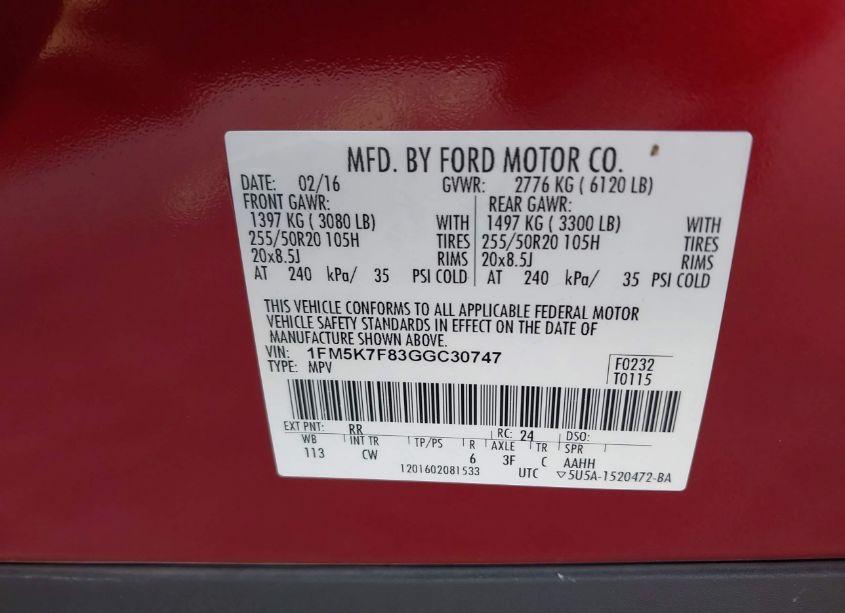 MFD. BY FORD MOTOR CO.
DATE: 02/16 GVWR: 2776 KG ( 6120 LB)
FRONT GAWR: REAR GAWR:
1397 KG ( 3080 LB) WITH 1497 KG ( 3300 LB) WITH
255/50R20 105H TIRES 255/50R20 105H TIRES
20x8.5J RIMS 20x8.5J RIMS
AT 240 kPa/ 35 PSI COLD AT 240 kPa/ 35 PSI COLD
THIS VEHICLE CONFORMS TO ALL APPLICABLE FEDERAL MOTOR
VEHICLE SAFETY STANDARDS IN EFFECT ON THE DATE OF
MANUFACTURE SHOWN ABOVE.
VIN: 1FM5K7F83GGC30747 F0232
TYPE: MPV T0115
EXT PNT: RR RC: 24 DSO:
WB INT TR TP/PS R AXLE TR SPR
113 CW 6 3F C AAHH
1201602081533 UTC ▽5U5A-1520472-BA